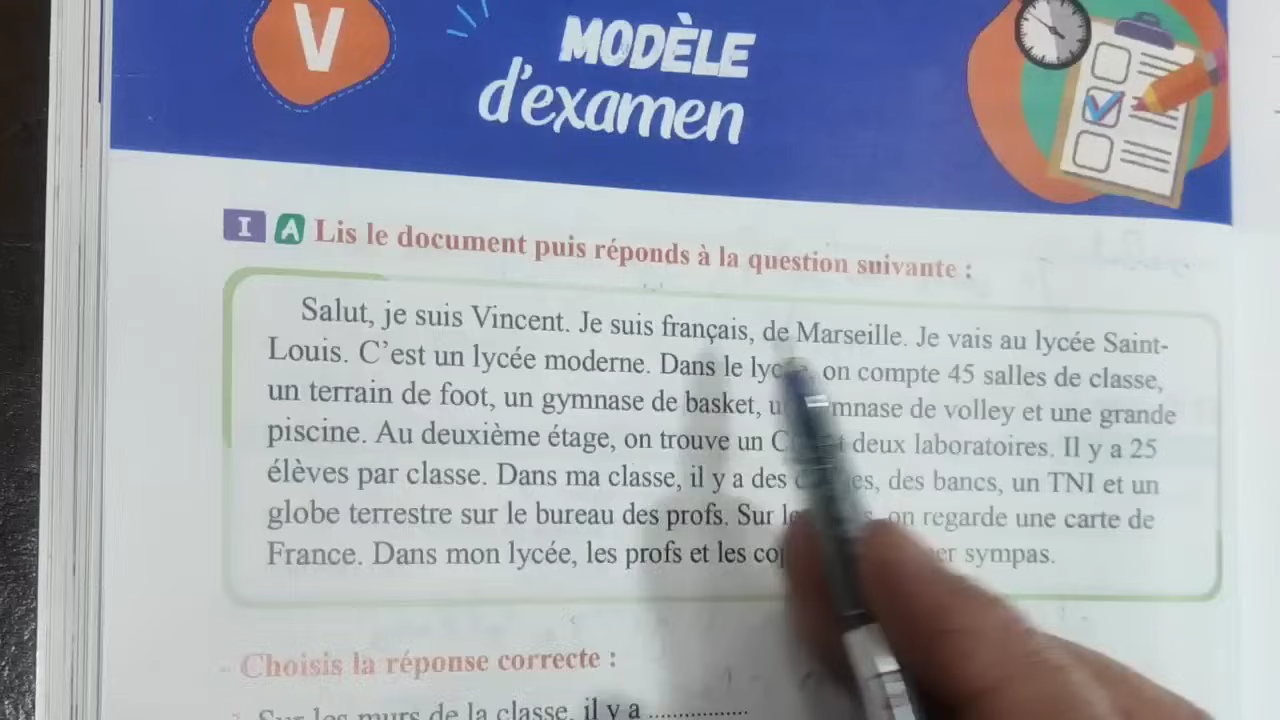 V
MODÈLE
d'examen
I A Lis le document puis réponds à la question suivante :
Salut, je suis Vincent. Je suis français, de Marseille. Je vais au lycée Saint-
Louis. C'est un lycée moderne. Dans le on compte 45 salles de classe,
un terrain de foot, un gymnase de basket, de volley et une grande
piscine. Au deuxième étage, on trouve un deux laboratoires. Il y a 25
élèves par classe. Dans ma classe, il y a des des bancs, un TNI et un
globe terrestre sur le bureau des profs. Sur on regarde une carte de
France. Dans mon lycée, les profs et les sympas.
- Choisis la réponse correcte :
Sur les murs de la classe, il y a ...............